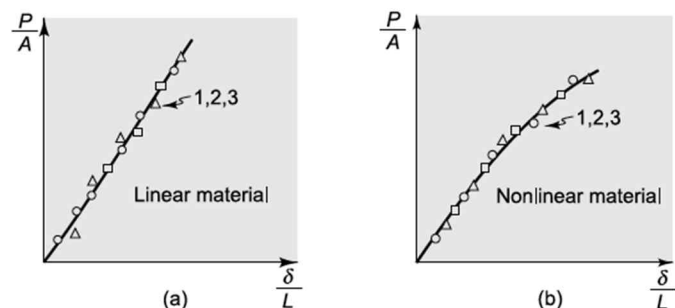 P
A
1,2,3
Linear material
δ
L
(a)
P
A
1,2,3
Nonlinear material
δ
L
(b)